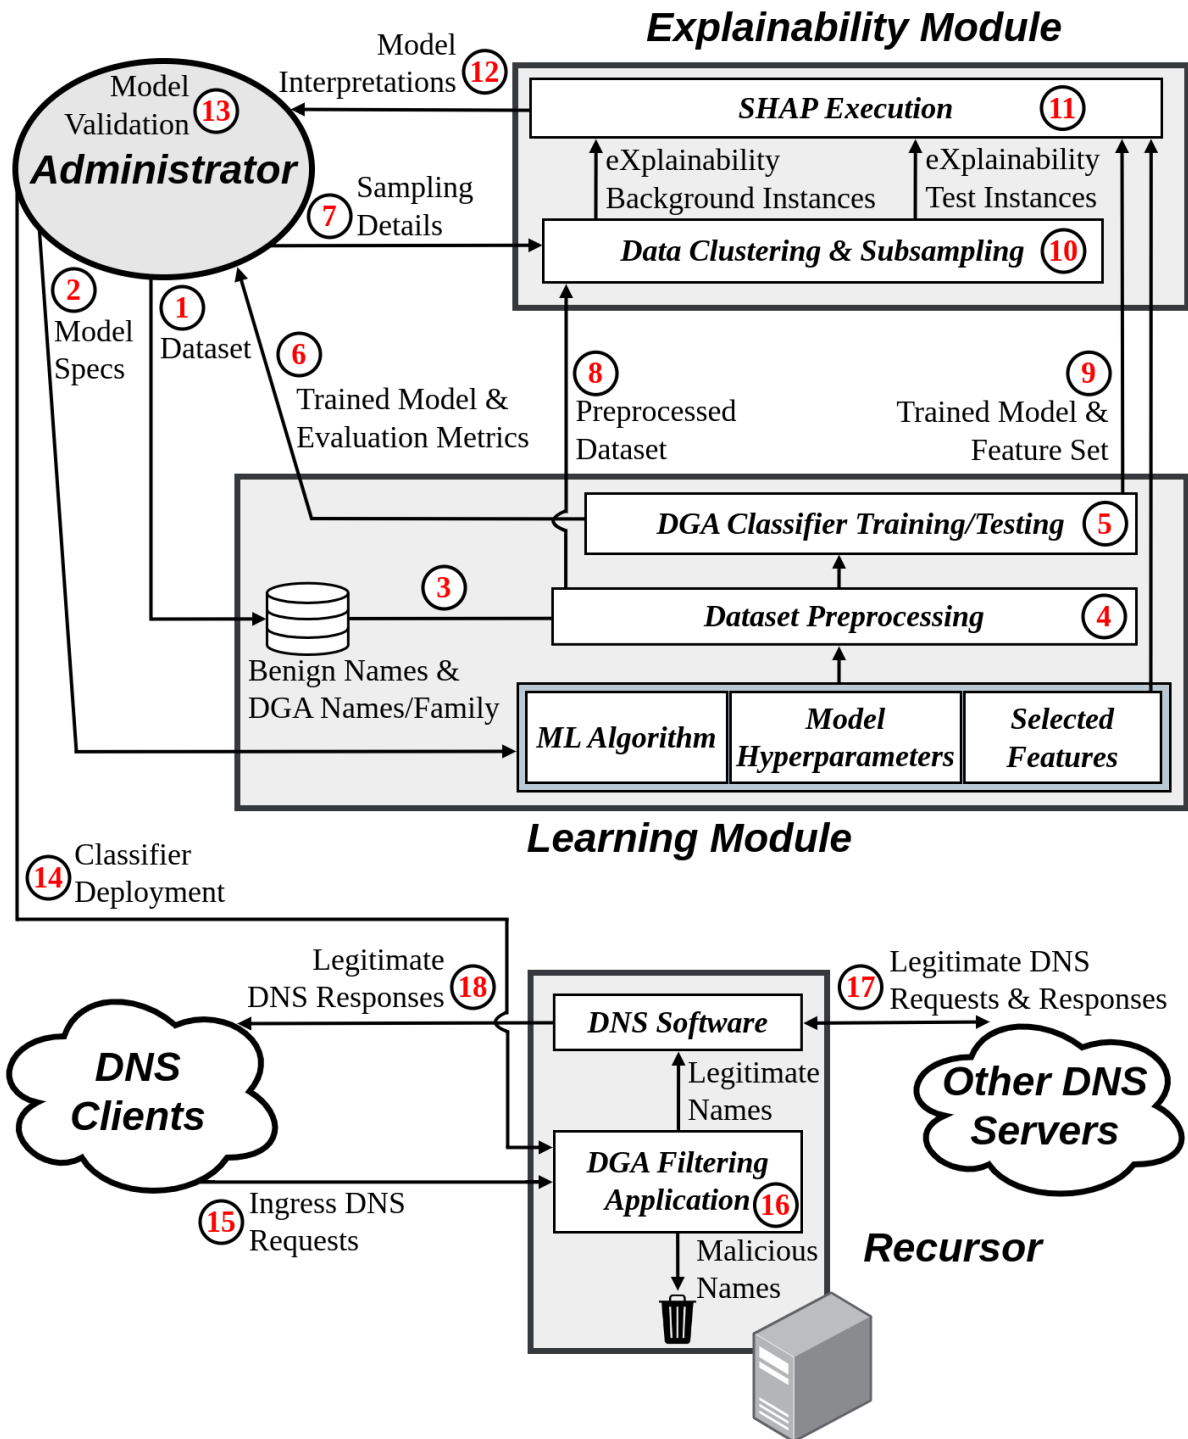 Explainability Module
Model
Interpretations
12
SHAP Execution
11
Model
Validation
13
Administrator
eXplainability
Background Instances
eXplainability
Test Instances
7
Sampling
Details
Data Clustering & Subsampling
10
2
Model
Specs
1
Dataset
6
Trained Model &
Evaluation Metrics
8
Preprocessed
Dataset
9
Trained Model &
Feature Set
DGA Classifier Training/Testing
5
3
Dataset Preprocessing
4
Benign Names &
DGA Names/Family
ML Algorithm
Model
Hyperparameters
Selected
Features
Learning Module
14
Classifier
Deployment
Legitimate
DNS Responses
18
17
Legitimate DNS
Requests & Responses
DNS Software
DNS
Clients
Legitimate
Names
Other DNS
Servers
DGA Filtering
Application
16
15
Ingress DNS
Requests
Malicious
Names
Recursor